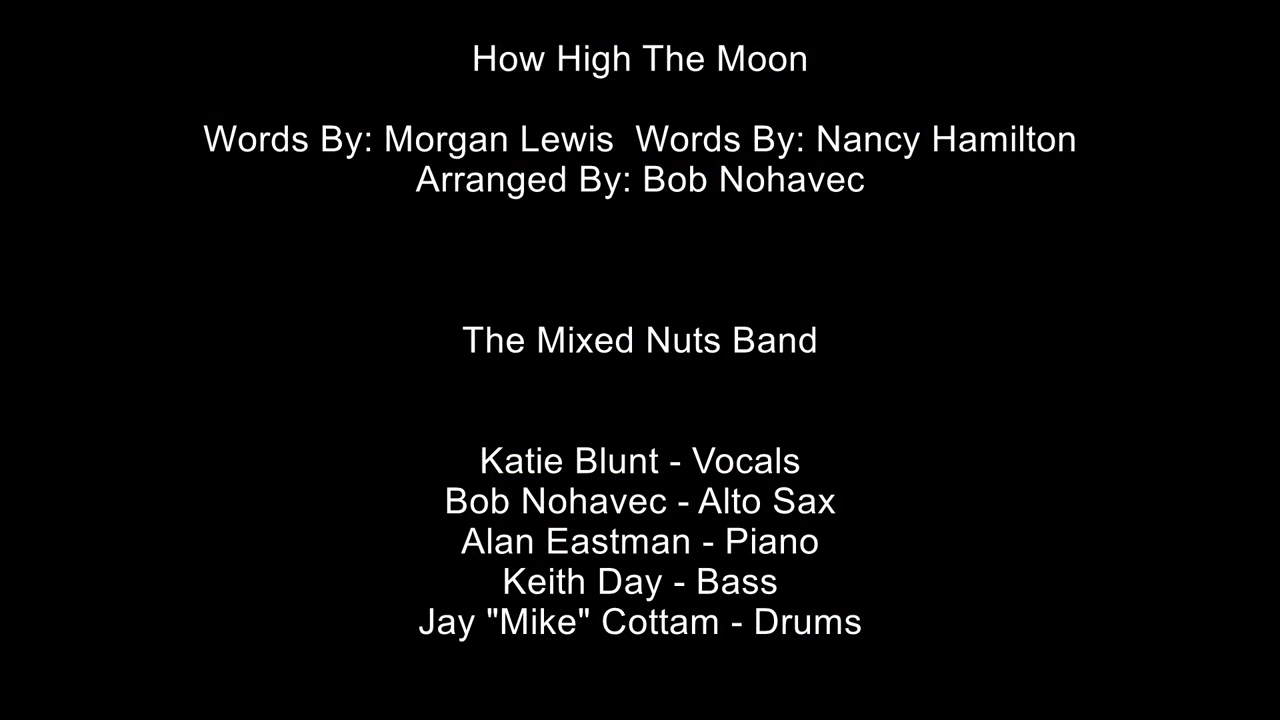 How High The Moon
Words By: Morgan Lewis  Words By: Nancy Hamilton
Arranged By: Bob Nohavec
The Mixed Nuts Band
Katie Blunt - Vocals
Bob Nohavec - Alto Sax
Alan Eastman - Piano
Keith Day - Bass
Jay "Mike" Cottam - Drums